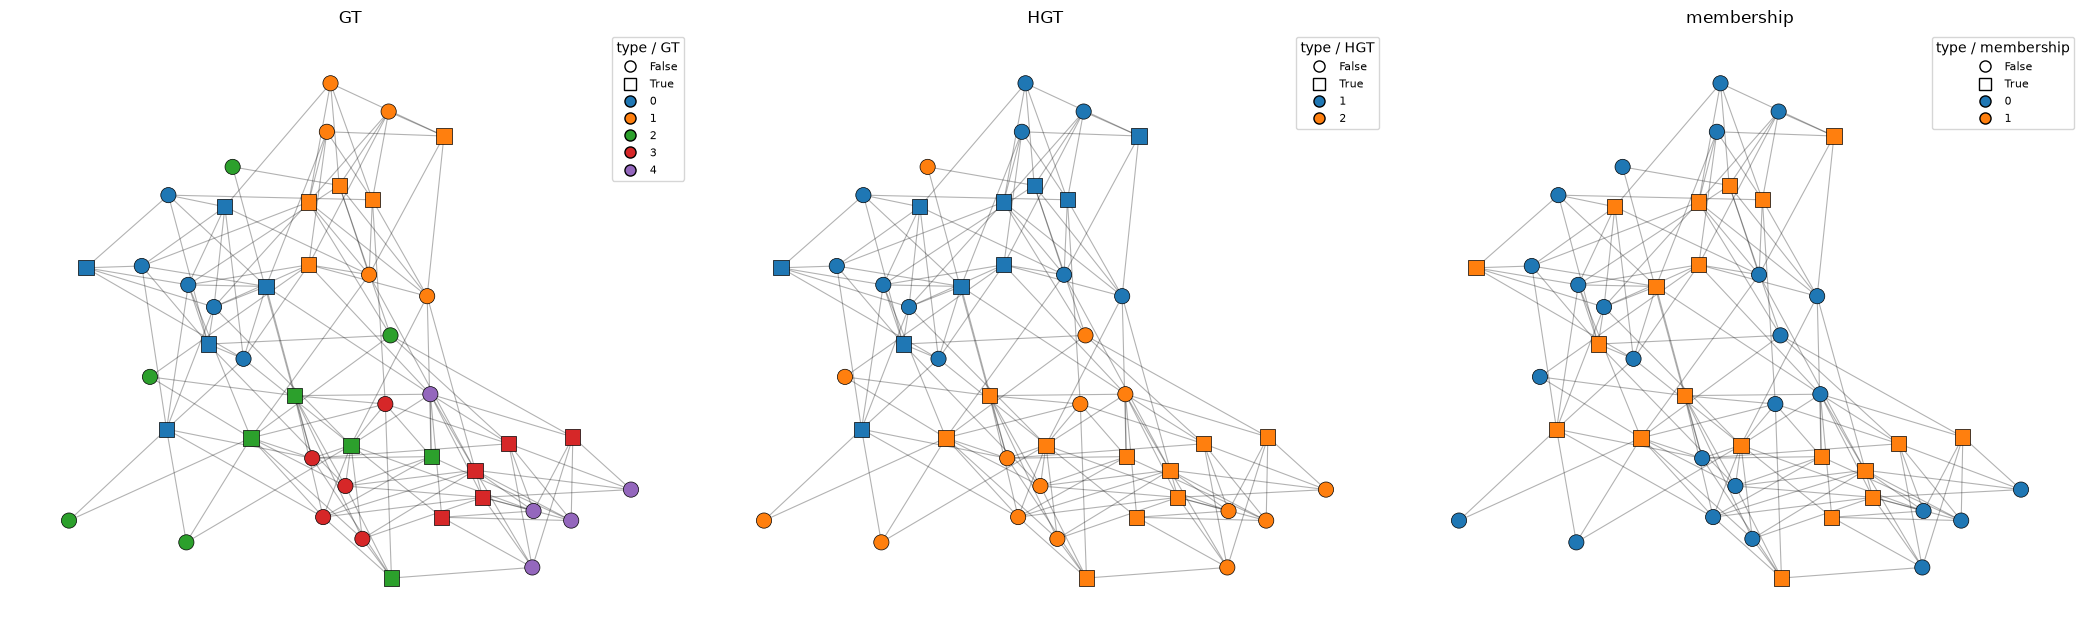 GT
type / GT
False
True
0
1
2
3
4
HGT
type / HGT
False
True
1
2
membership
type / membership
False
True
0
1